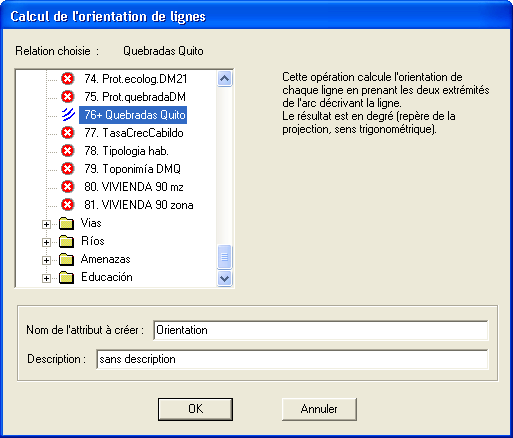 Calcul de l'orientation de lignes
Relation choisie : Quebradas Quito
74. Prot.ecolog.DM21
75. Prot.quebradaDM
76+ Quebradas Quito
77. TasaCrecCabildo
78. Tipologia hab.
79. Toponimía DMQ
80. VIVIENDA 90 mz
81. VIVIENDA 90 zona
Vias
Ríos
Amenazas
Educación
Cette opération calcule l'orientation de
chaque ligne en prenant les deux extrémités
de l'arc décrivant la ligne.
Le résultat est en degré (repère de la
projection, sens trigonométrique).
Nom de l'attribut à créer : Orientation
Description : sans description
OK Annuler